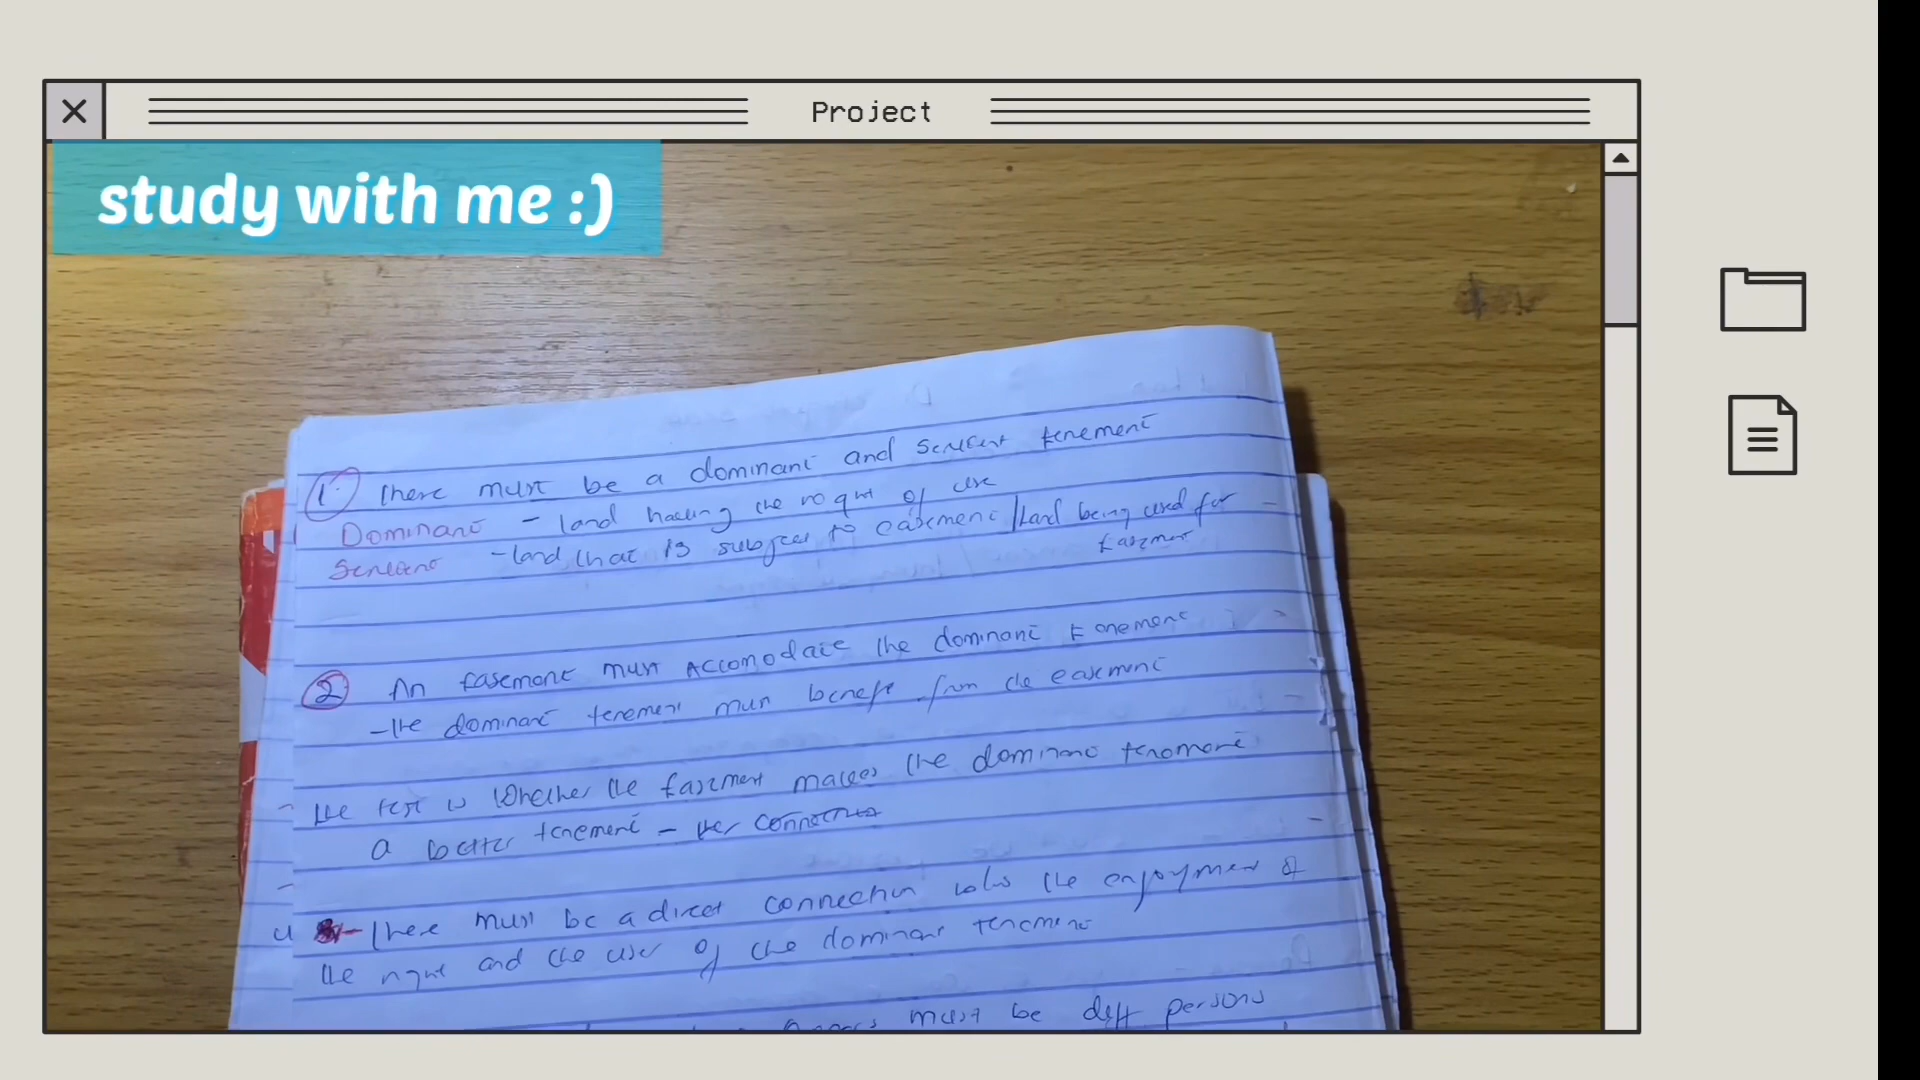 Project
study with me :)
1. There must be a dominant and servient tenement
Dominant - land having the right of use
Servient - land that is subject to easement / land being used for -
Easement
2 An Easement must Accomodate the dominant tenement
- the dominant tenement must benefit from the easement
the test is whether the Easement makes the dominant tenement
a better tenement -
There must be a direct connection the enjoyment of
the right and the user of the dominant tenement
must be diff persons